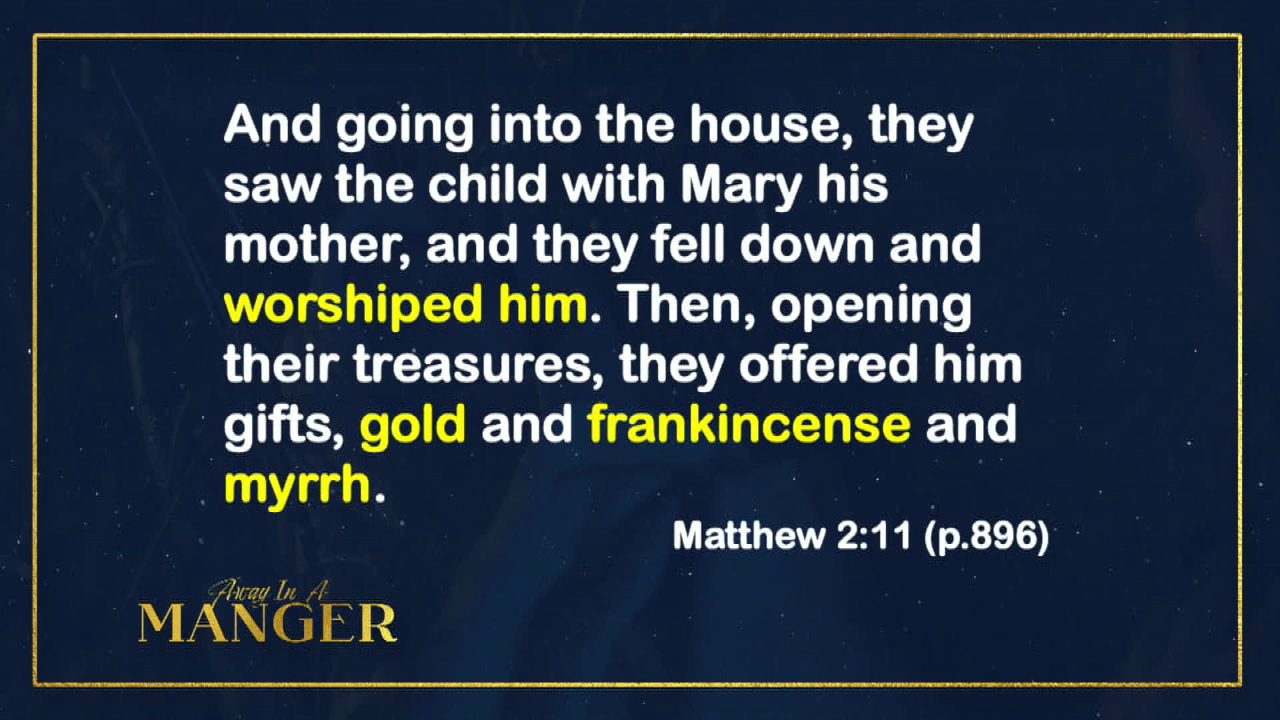 And going into the house, they
saw the child with Mary his
mother, and they fell down and
worshiped him. Then, opening
their treasures, they offered him
gifts, gold and frankincense and
myrrh.
Matthew 2:11 (p.896)
Away In A
MANGER